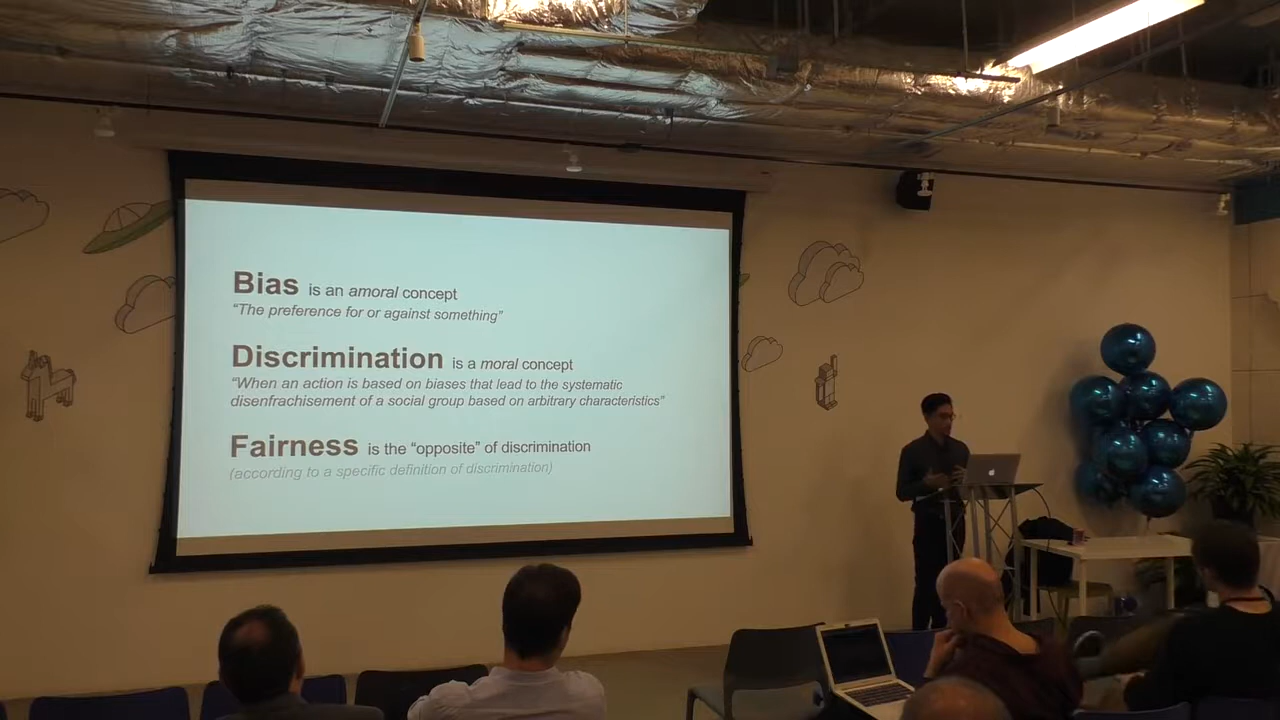 Bias is an amoral concept
“The preference for or against something”
Discrimination is a moral concept
“When an action is based on biases that lead to the systematic
disenfrachisement of a social group based on arbitrary characteristics”
Fairness is the “opposite” of discrimination
(according to a specific definition of discrimination)